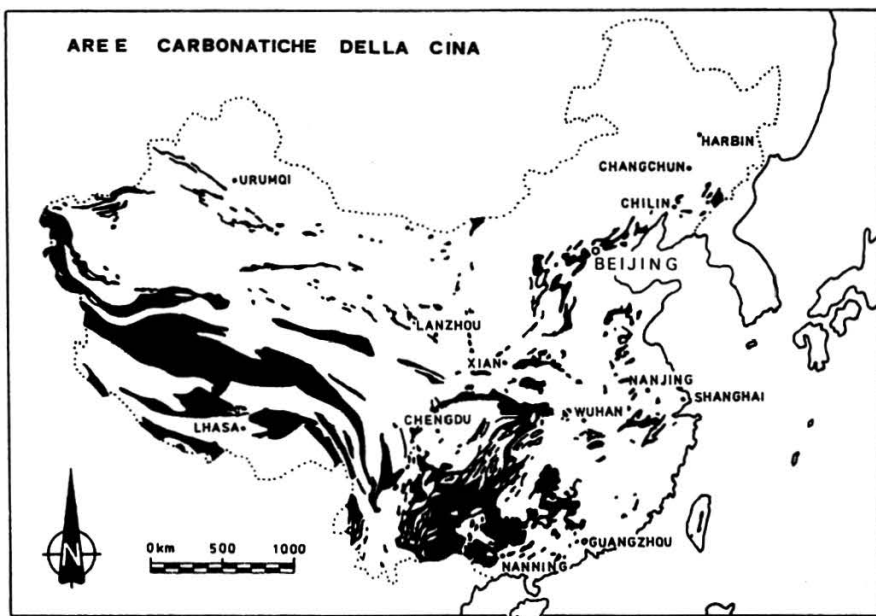 AREE CARBONATICHE DELLA CINA
HARBIN
CHANGCHUN
URUMQI
CHILIN
BEIJING
LANZHOU
XIAN
NANJING
SHANGHAI
CHENGDU
WUHAN
LHASA
N
0km 500 1000
GUANGZHOU
NANNING